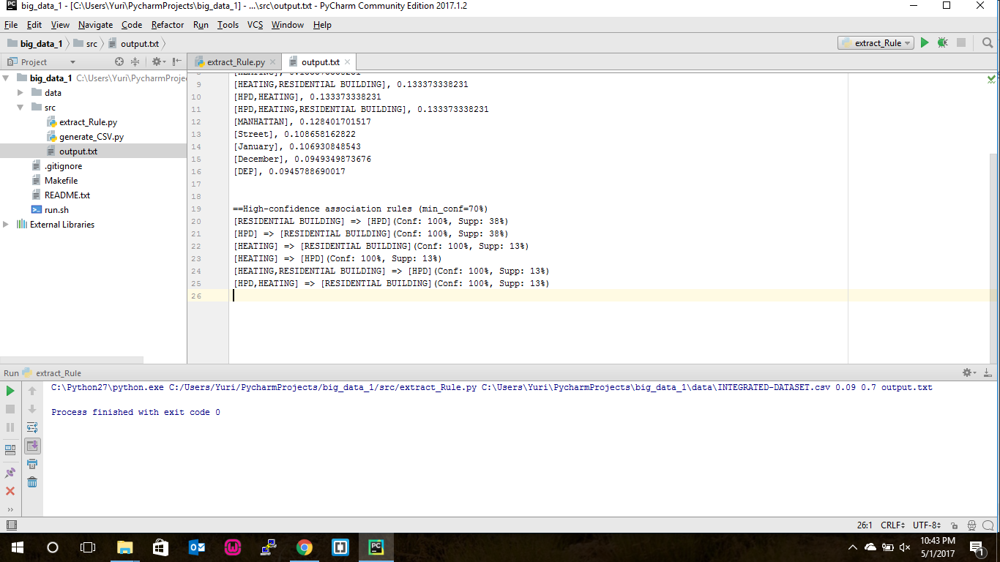 big_data_1 - [C:\Users\Yuri\PycharmProjects\big_data_1] - ...\src\output.txt - PyCharm Community Edition 2017.1.2
File Edit View Navigate Code Refactor Run Tools VCS Window Help
big_data_1 src output.txt extract_Rule
Project extract_Rule.py output.txt
big_data_1 C:\Users\Yuri\PycharmProjec
data
src
extract_Rule.py
generate_CSV.py
output.txt
.gitignore
Makefile
README.txt
run.sh
External Libraries
8 [HEATING], 0.133373338231
9 [HEATING,RESIDENTIAL BUILDING], 0.133373338231
10 [HPD,HEATING], 0.133373338231
11 [HPD,HEATING,RESIDENTIAL BUILDING], 0.133373338231
12 [MANHATTAN], 0.128401701517
13 [Street], 0.108658162822
14 [January], 0.106930848543
15 [December], 0.0949349873676
16 [DEP], 0.0945788690017
17
18
19 ==High-confidence association rules (min_conf=70%)
20 [RESIDENTIAL BUILDING] => [HPD](Conf: 100%, Supp: 38%)
21 [HPD] => [RESIDENTIAL BUILDING](Conf: 100%, Supp: 38%)
22 [HEATING] => [RESIDENTIAL BUILDING](Conf: 100%, Supp: 13%)
23 [HEATING] => [HPD](Conf: 100%, Supp: 13%)
24 [HEATING,RESIDENTIAL BUILDING] => [HPD](Conf: 100%, Supp: 13%)
25 [HPD,HEATING] => [RESIDENTIAL BUILDING](Conf: 100%, Supp: 13%)
26
Run extract_Rule
C:\Python27\python.exe C:/Users/Yuri/PycharmProjects/big_data_1/src/extract_Rule.py C:\Users\Yuri\PycharmProjects\big_data_1\data\INTEGRATED-DATASET.csv 0.09 0.7 output.txt
Process finished with exit code 0
26:1 CRLF UTF-8
10:43 PM
5/1/2017
1